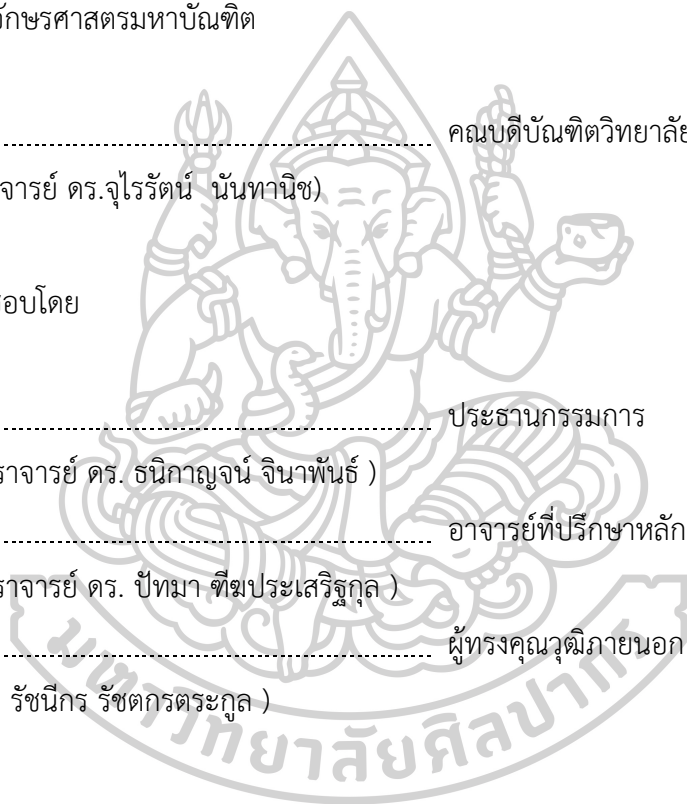 อักษรศาสตรมหาบัณฑิต
คณบดีบัณฑิตวิทยาลัย
จารย์ ดร.จุไรรัตน์ นันทานิช)
อบโดย
ประธานกรรมการ
ราจารย์ ดร. ธนิกาญจน์ จินาพันธ์ )
อาจารย์ที่ปรึกษาหลัก
ราจารย์ ดร. ปัทมา ฑีฆประเสริฐกุล )
ผู้ทรงคุณวุฒิภายนอก
รัชนีกร รัชตกรตระกูล )
มหาวิทยาลัยศิลปากร